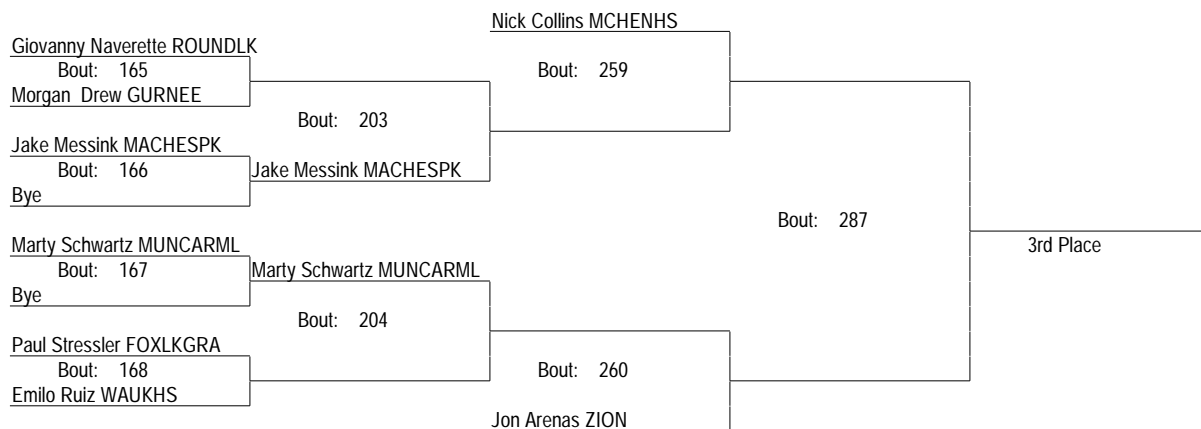 Nick Collins MCHENHS
Giovanny Naverette ROUNDLK
Bout: 165
Bout: 259
Morgan Drew GURNEE
Bout: 203
Jake Messink MACHESPK
Bout: 166
Jake Messink MACHESPK
Bye
Bout: 287
Marty Schwartz MUNCARML
3rd Place
Bout: 167
Marty Schwartz MUNCARML
Bye
Bout: 204
Paul Stressler FOXLKGRA
Bout: 168
Bout: 260
Emilo Ruiz WAUKHS
Jon Arenas ZION